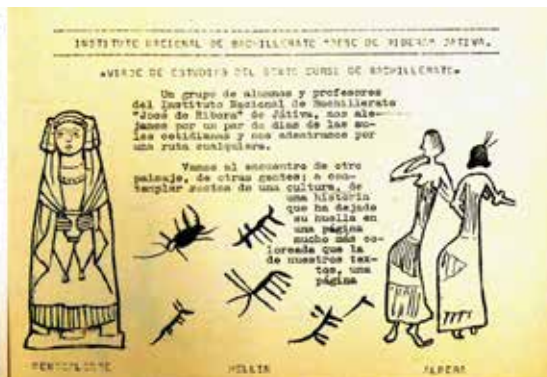 INSTITUTO NACIONAL DE BACHILLERATO "JOSE DE RIBERA" JATIVA.
"VIAJE DE ESTUDIOS DEL SEXTO CURSO DE BACHILLERATO"
Un grupo de alumnos y profesores
del Instituto Nacional de Bachillerato
"José de Ribera" de Játiva, nos ale-
jamos por un par de días de las au-
las cotidianas y nos adentramos por
una ruta cualquiera.
Vamos al encuentro de otro
paisaje, de otras gentes; a con-
templar restos de una cultura, de
una historia
que ha dejado
su huella en
una página
mucho más co-
loreada que la
de nuestros tex-
tos, una
página
HELLIN
ALPERA